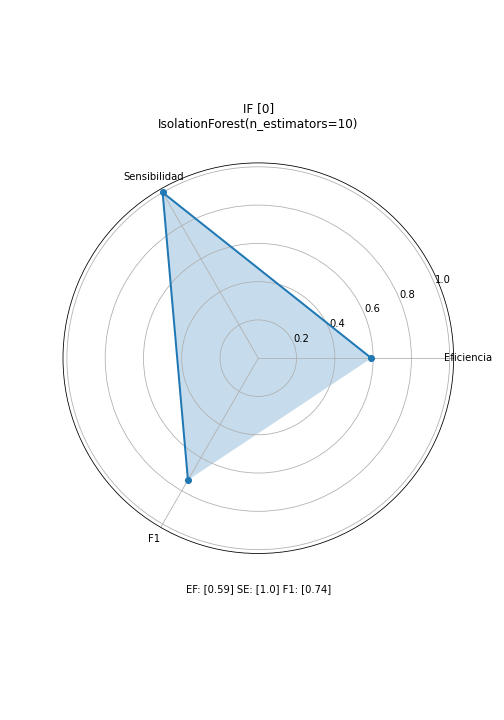 IF [0]
IsolationForest(n_estimators=10)
Sensibilidad
1.0
0.8
0.6
0.4
0.2
Eficiencia
F1
EF: [0.59] SE: [1.0] F1: [0.74]